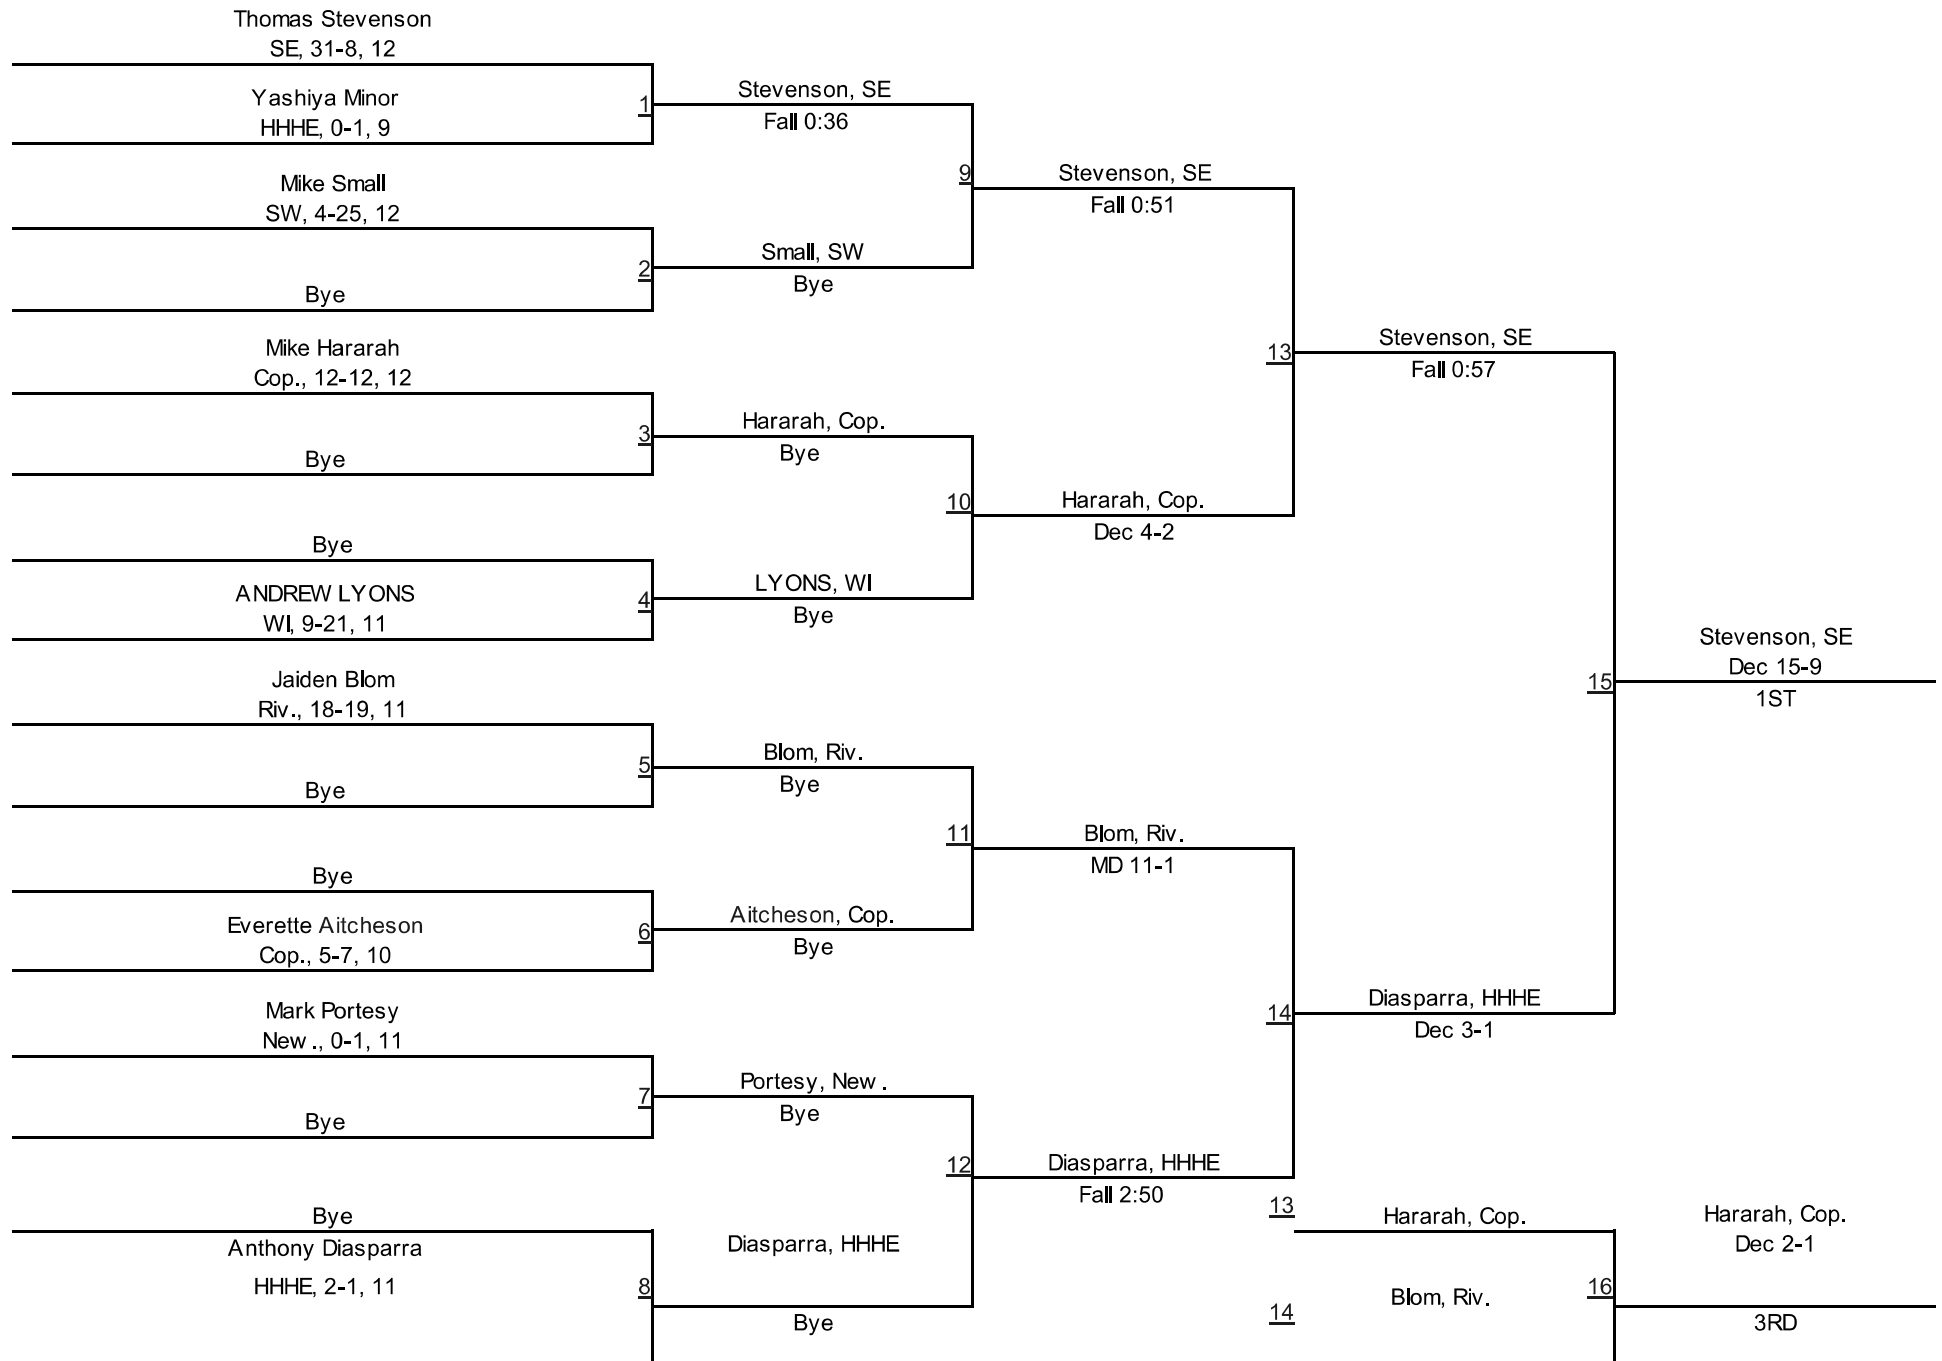 Thomas Stevenson
SE, 31-8, 12
Yashiya Minor
HHHE, 0-1, 9
1
Stevenson, SE
Fall 0:36
Mike Small
SW, 4-25, 12
Bye
2
Small, SW
Bye
9
Stevenson, SE
Fall 0:51
Mike Hararah
Cop., 12-12, 12
Bye
3
Hararah, Cop.
Bye
Bye
ANDREW LYONS
WI, 9-21, 11
4
LYONS, WI
Bye
10
Hararah, Cop.
Dec 4-2
13
Stevenson, SE
Fall 0:57
Jaiden Blom
Riv., 18-19, 11
Bye
5
Blom, Riv.
Bye
Bye
Everette Aitcheson
Cop., 5-7, 10
6
Aitcheson, Cop.
Bye
11
Blom, Riv.
MD 11-1
Mark Portesy
New., 0-1, 11
Bye
7
Portesy, New.
Bye
Bye
Anthony Diasparra
HHHE, 2-1, 11
8
Diasparra, HHHE
Bye
12
Diasparra, HHHE
Fall 2:50
14
Diasparra, HHHE
Dec 3-1
15
Stevenson, SE
Dec 15-9
1ST
13
Hararah, Cop.
14
Blom, Riv.
16
Hararah, Cop.
Dec 2-1
3RD